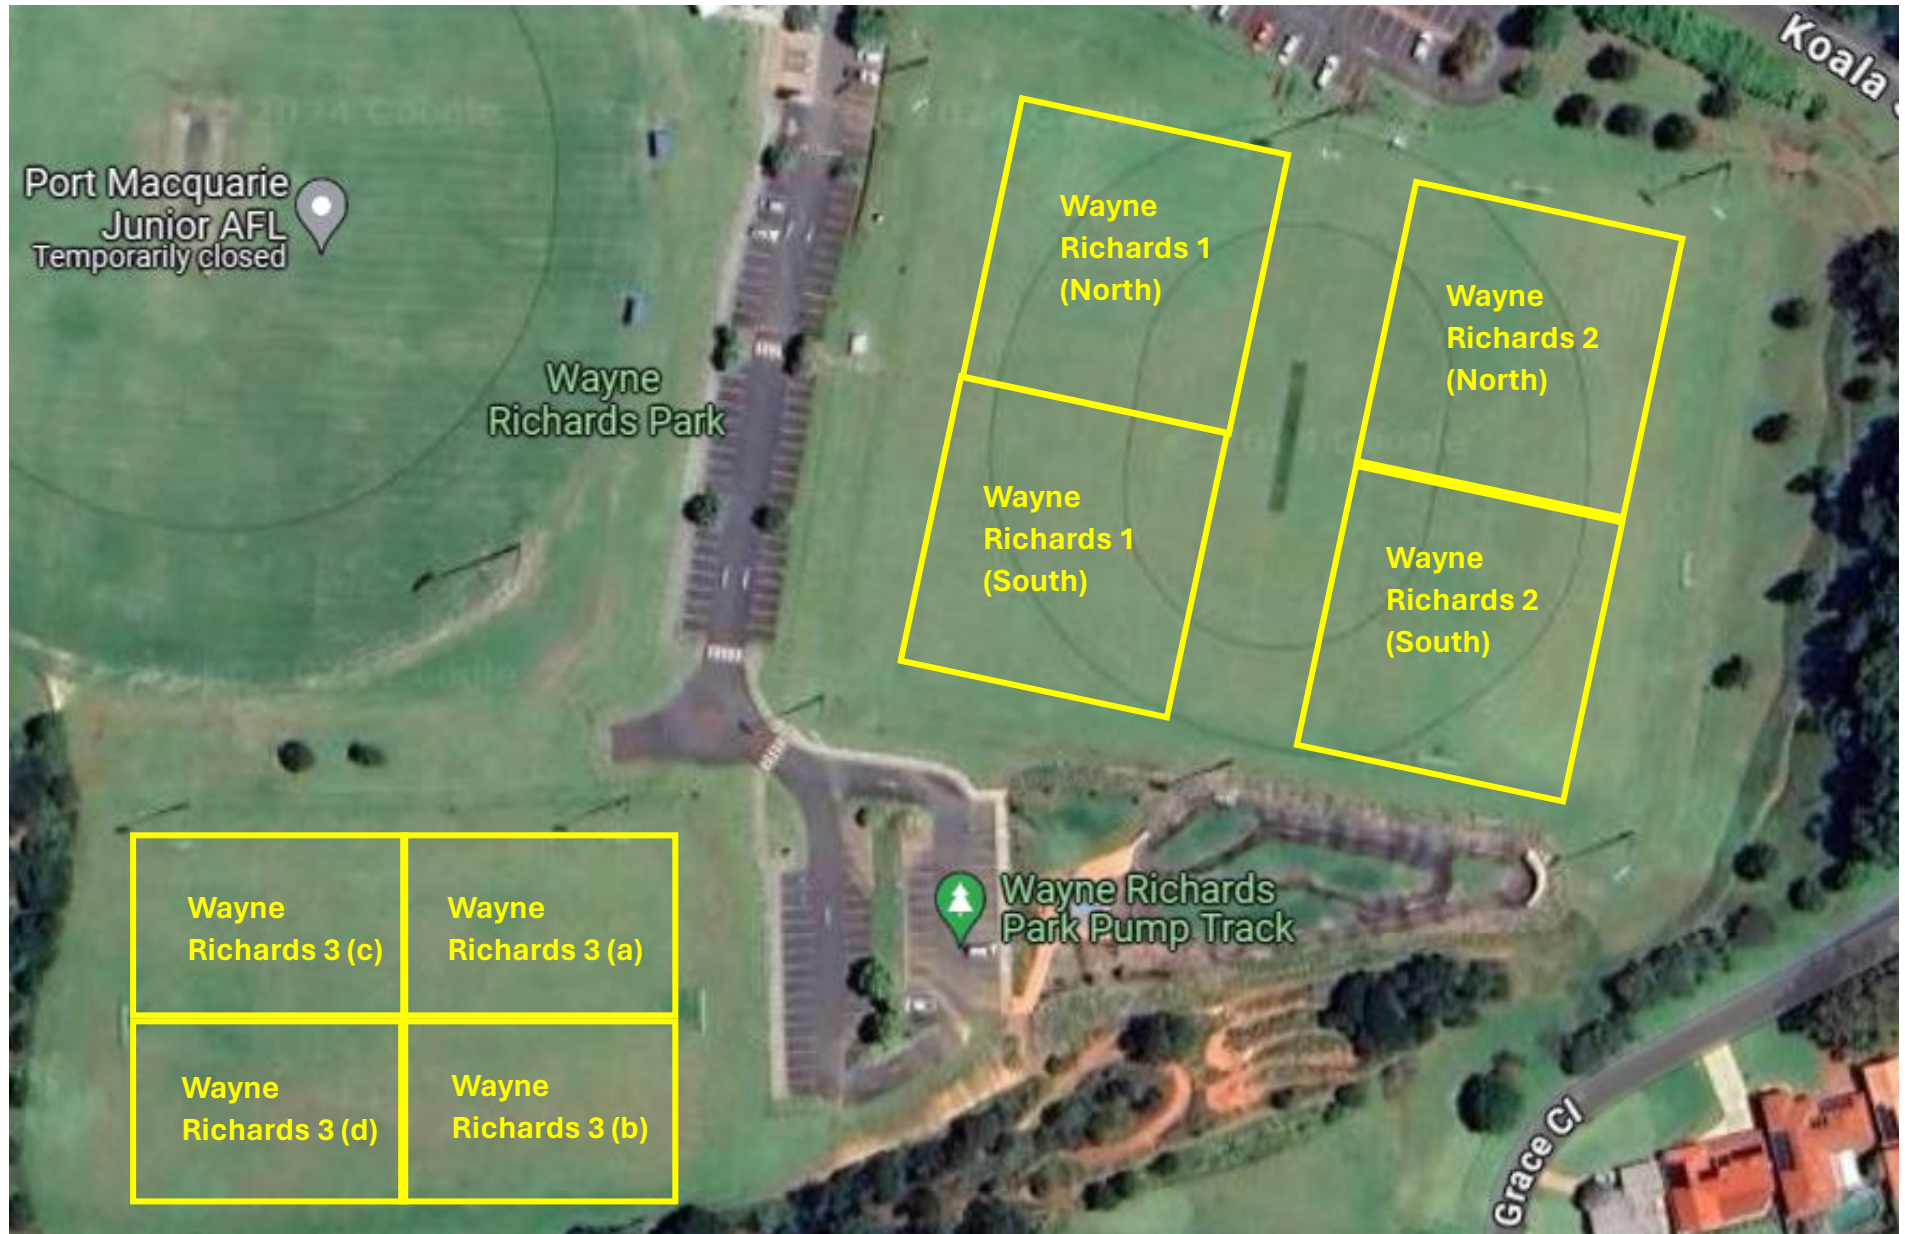 Koala
Port Macquarie
Junior AFL
Temporarily closed
Wayne
Richards 1
(North)
Wayne
Richards 2
(North)
Wayne
Richards Park
Wayne
Richards 1
(South)
Wayne
Richards 2
(South)
Wayne Richards
Park Pump Track
Wayne
Richards 3 (c)
Wayne
Richards 3 (a)
Wayne
Richards 3 (d)
Wayne
Richards 3 (b)
Grace Cl